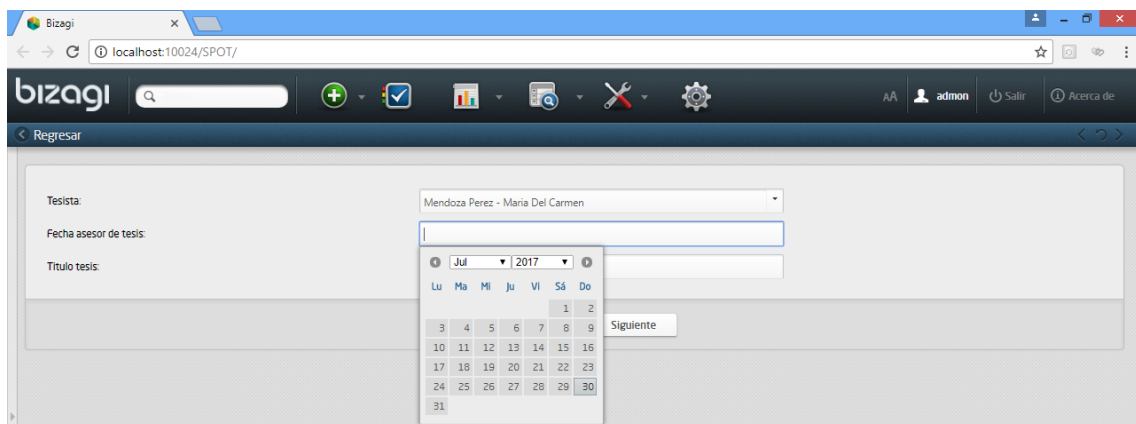 Bizagi
localhost:10024/SPOT/
bizagi
AA admon Salir Acerca de
Regresar
Tesista: Mendoza Perez - Maria Del Carmen
Fecha asesor de tesis:
Titulo tesis:
Jul 2017
Lu Ma Mi Ju Vi Sá Do
1 2
3 4 5 6 7 8 9
10 11 12 13 14 15 16
17 18 19 20 21 22 23
24 25 26 27 28 29 30
31
Siguiente